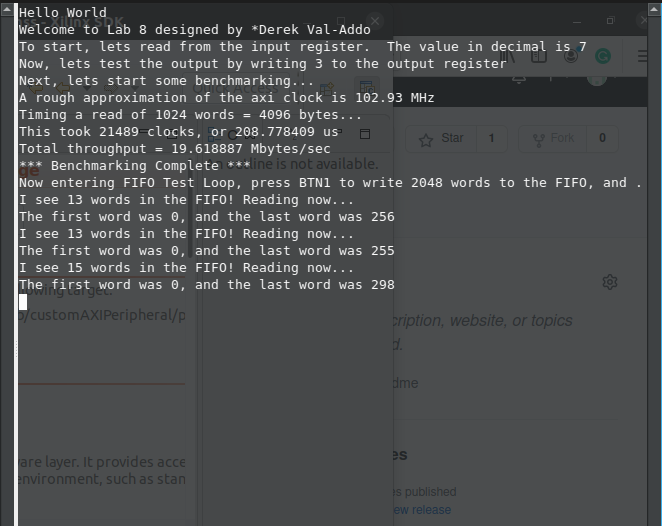 Hello World
Welcome to Lab 8 designed by *Derek Val-Addo
To start, lets read from the input register.  The value in decimal is 7
Now, lets test the output by writing 3 to the output register
Next, lets start some benchmarking...
A rough approximation of the axi clock is 102.93 MHz
Timing a read of 1024 words = 4096 bytes...
This took 21489 clocks, or 208.778409 us
Total throughput = 19.618887 Mbytes/sec
*** Benchmarking Complete ***
Now entering FIFO Test Loop, press BTN1 to write 2048 words to the FIFO, and .
I see 13 words in the FIFO! Reading now...
The first word was 0, and the last word was 256
I see 13 words in the FIFO! Reading now...
The first word was 0, and the last word was 255
I see 15 words in the FIFO! Reading now...
The first word was 0, and the last word was 298
Xilinx SDK
Quick Access
outline is not available.
Star 1 Fork 0
owing target.
/customAXIPeripheral/p
cription, website, or topics
d.
dme
are layer. It provides acce
environment, such as stan
es
s published
ew release